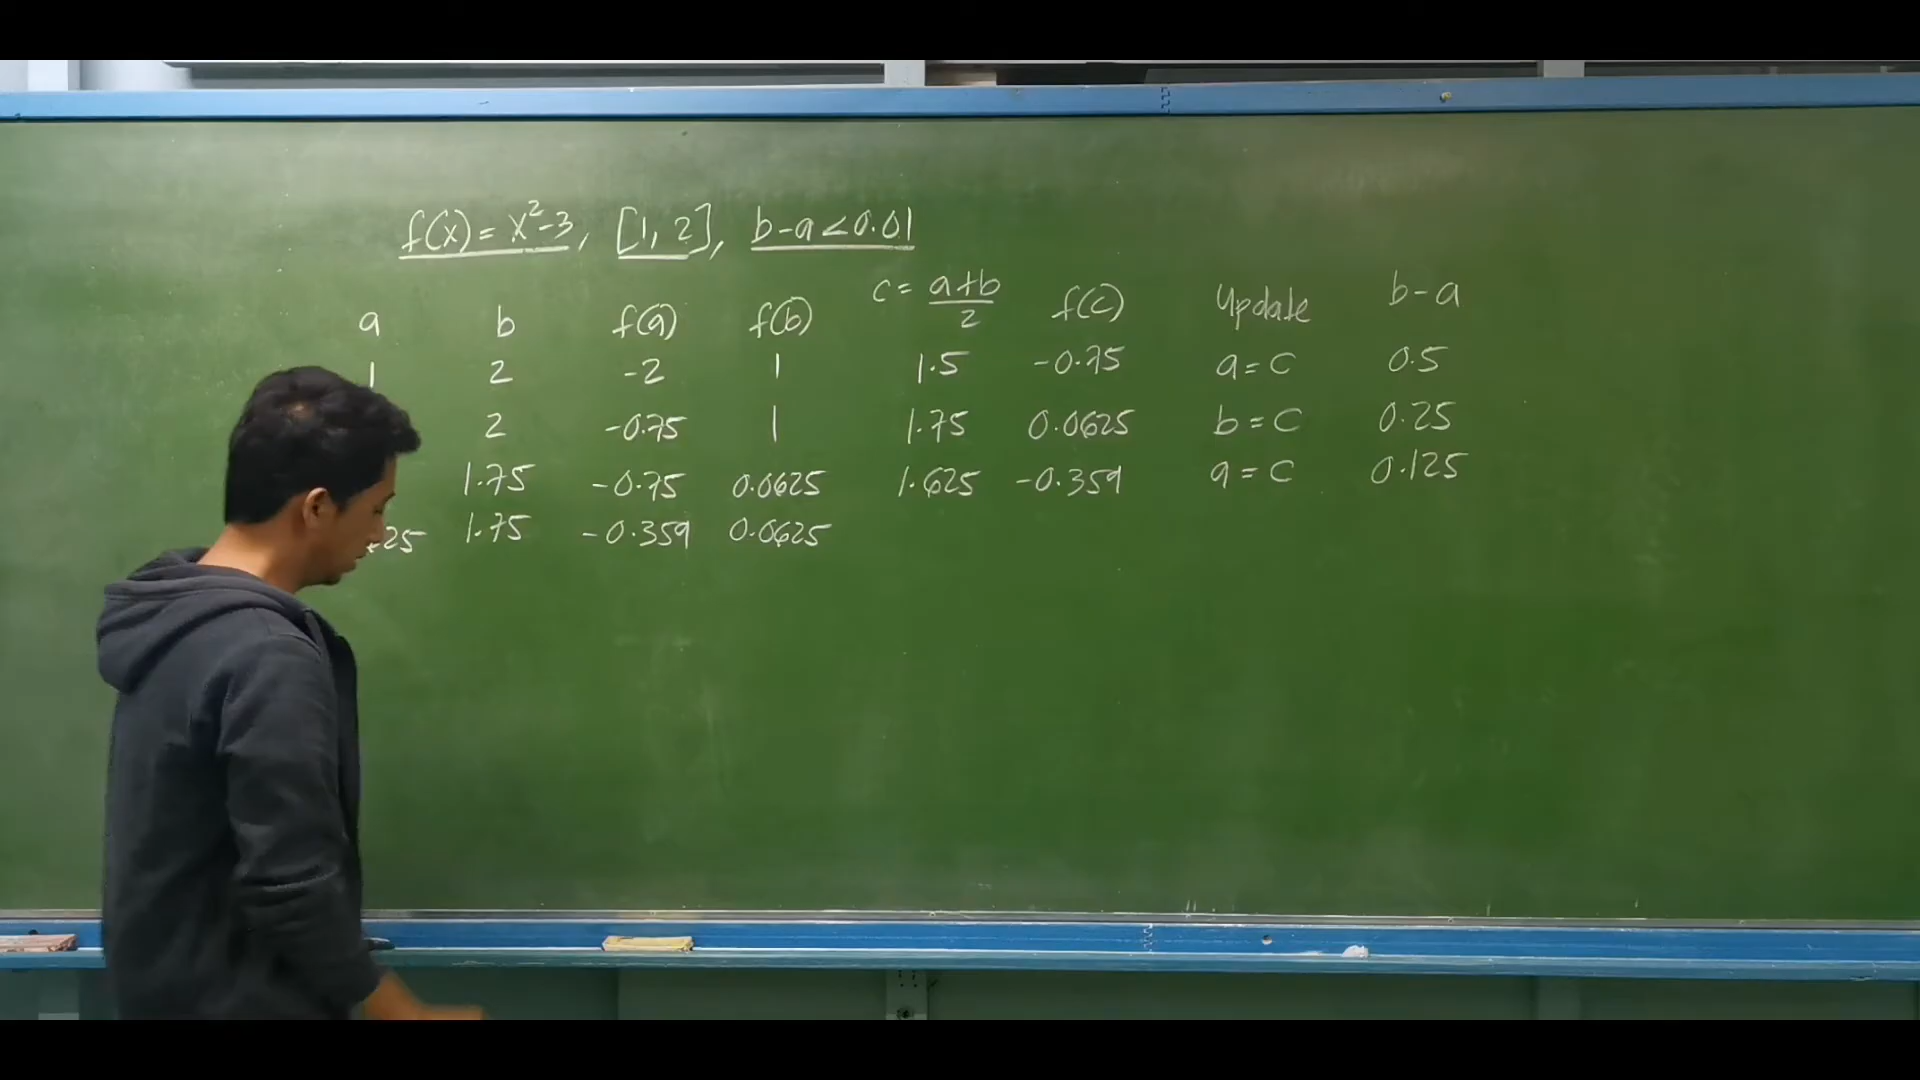 f(x) = x²-3, [1, 2], b-a < 0.01
a b f(a) f(b) c = a+b/2 f(c) Update b-a
1 2 -2 1 1.5 -0.75 a=c 0.5
2 -0.75 1 1.75 0.0625 b=c 0.25
1.75 -0.75 0.0625 1.625 -0.359 a=c 0.125
25 1.75 -0.359 0.0625